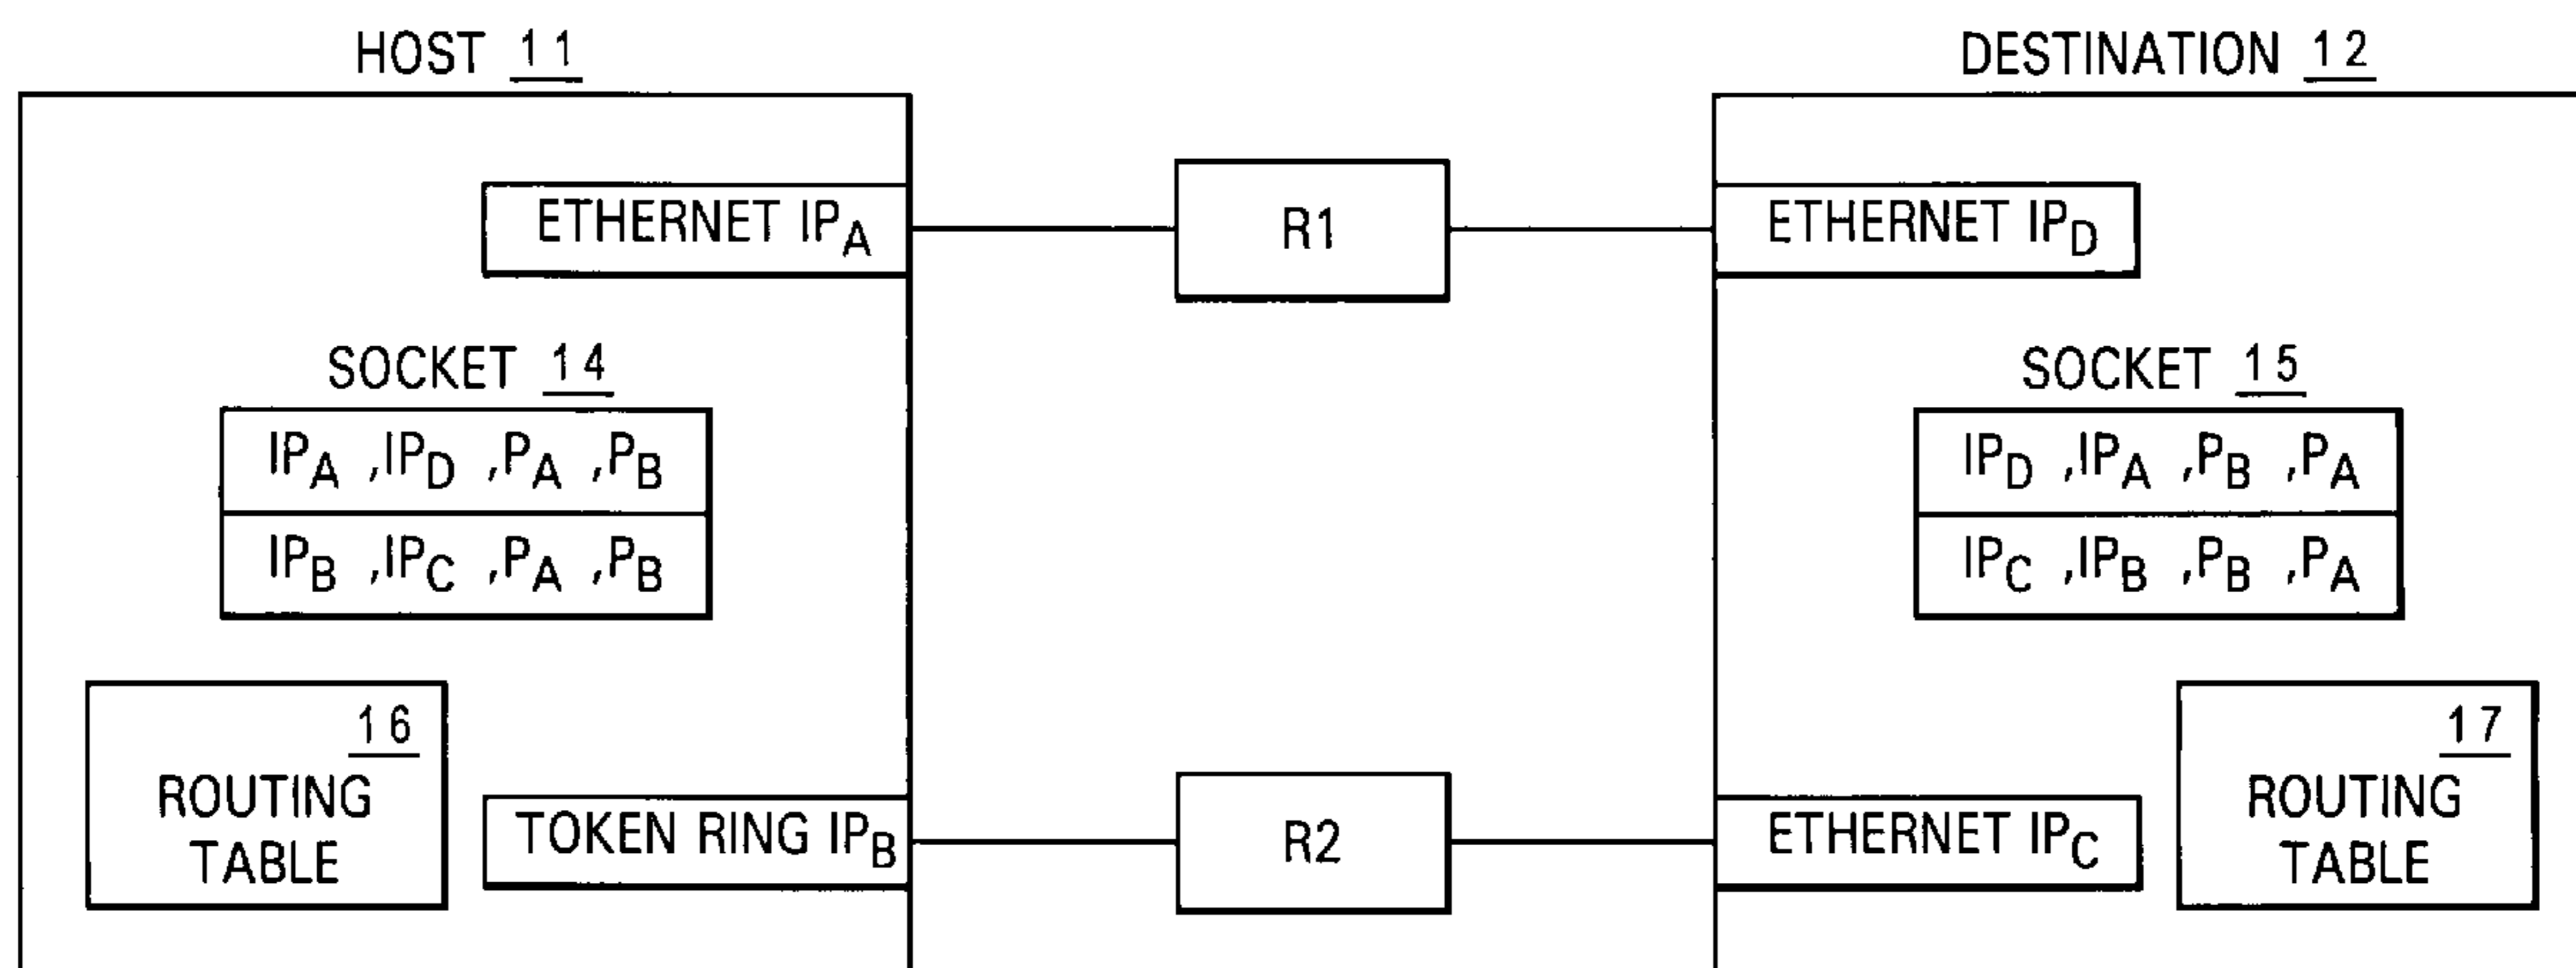 HOST 11
DESTINATION 12
ETHERNET IPA
R1
ETHERNET IPD
SOCKET 14
IPA ,IPD ,PA ,PB
IPB ,IPC ,PA ,PB
SOCKET 15
IPD ,IPA ,PB ,PA
IPC ,IPB ,PB ,PA
16
ROUTING
TABLE
TOKEN RING IPB
R2
ETHERNET IPC
17
ROUTING
TABLE